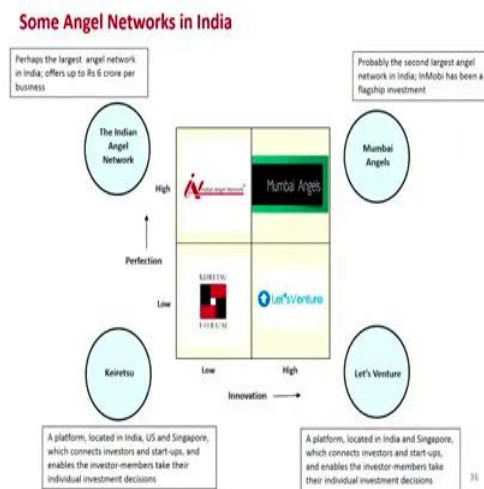 Some Angel Networks in India
Perhaps the largest angel network
in India; offers up to Rs 6 crore per
business
Probably the second largest angel
network in India; InMobi has been a
flagship investment
The Indian
Angel
Network
Mumbai
Angels
High
Indian Angel Network
Mumbai Angels
Perfection
Low
KEIRETSU
FORUM
Let'sVenture
Low
High
Innovation
Keiretsu
Let's Venture
A platform, located in India, US and Singapore,
which connects investors and start-ups, and
enables the investor-members take their
individual investment decisions
A platform, located in India and Singapore,
which connects investors and start-ups,
and enables the investor-members take
their individual investment decisions
36